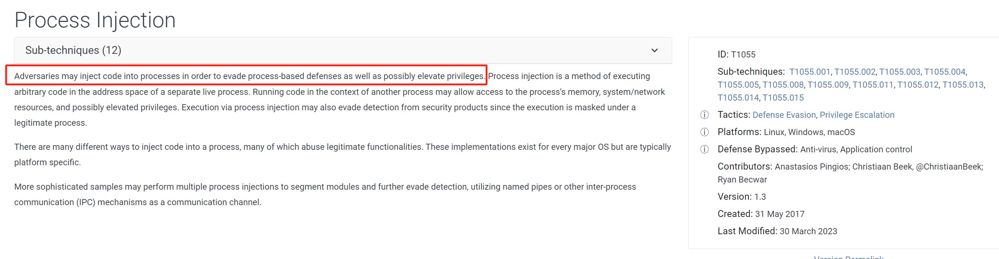 Process Injection
Sub-techniques (12)
Adversaries may inject code into processes in order to evade process-based defenses as well as possibly elevate privileges. Process injection is a method of executing
arbitrary code in the address space of a separate live process. Running code in the context of another process may allow access to the process's memory, system/network
resources, and possibly elevated privileges. Execution via process injection may also evade detection from security products since the execution is masked under a
legitimate process.
There are many different ways to inject code into a process, many of which abuse legitimate functionalities. These implementations exist for every major OS but are typically
platform specific.
More sophisticated samples may perform multiple process injections to segment modules and further evade detection, utilizing named pipes or other inter-process
communication (IPC) mechanisms as a communication channel.
ID: T1055
Sub-techniques: T1055.001, T1055.002, T1055.003, T1055.004,
T1055.005, T1055.008, T1055.009, T1055.011, T1055.012, T1055.013,
T1055.014, T1055.015
Tactics: Defense Evasion, Privilege Escalation
Platforms: Linux, Windows, macOS
Defense Bypassed: Anti-virus, Application control
Contributors: Anastasios Pingios; Christiaan Beek, @ChristiaanBeek;
Ryan Becwar
Version: 1.3
Created: 31 May 2017
Last Modified: 30 March 2023
Version Permalink